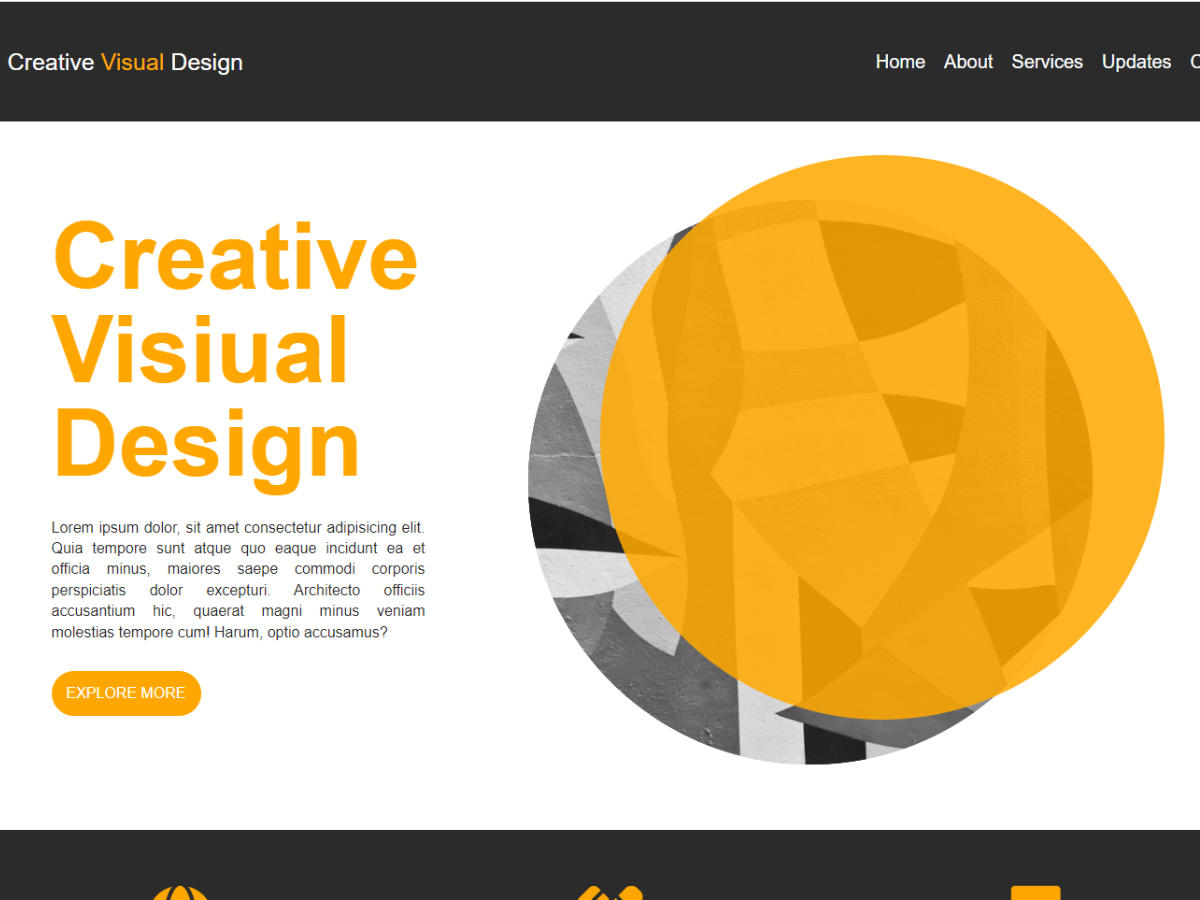 Creative Visual Design
Home About Services Updates
Creative
Visiual
Design
Lorem ipsum dolor, sit amet consectetur adipisicing elit.
Quia tempore sunt atque quo eaque incidunt ea et
officia minus, maiores saepe commodi corporis
perspiciatis dolor excepturi. Architecto officiis
accusantium hic, quaerat magni minus veniam
molestias tempore cum! Harum, optio accusamus?
EXPLORE MORE